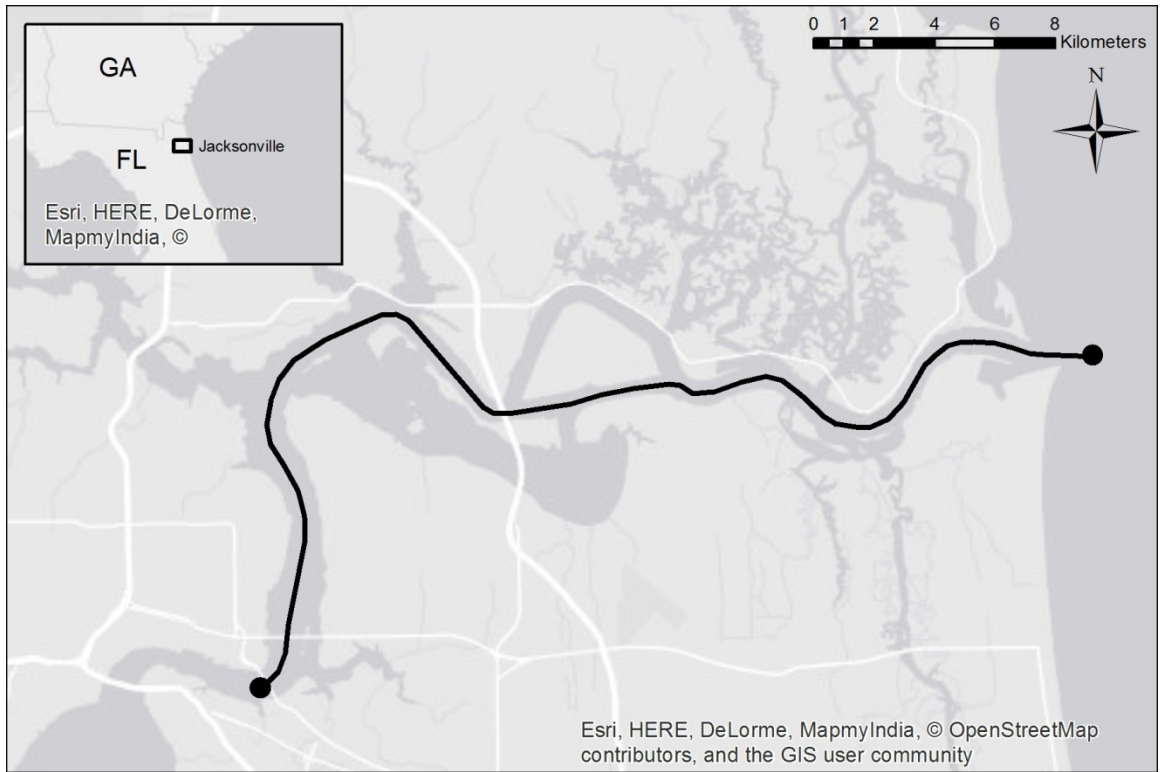 GA
FL
Jacksonville
Esri, HERE, DeLorme,
MapmyIndia, ©
0 1 2 4 6 8
Kilometers
N
Esri, HERE, DeLorme, MapmyIndia, © OpenStreetMap
contributors, and the GIS user community